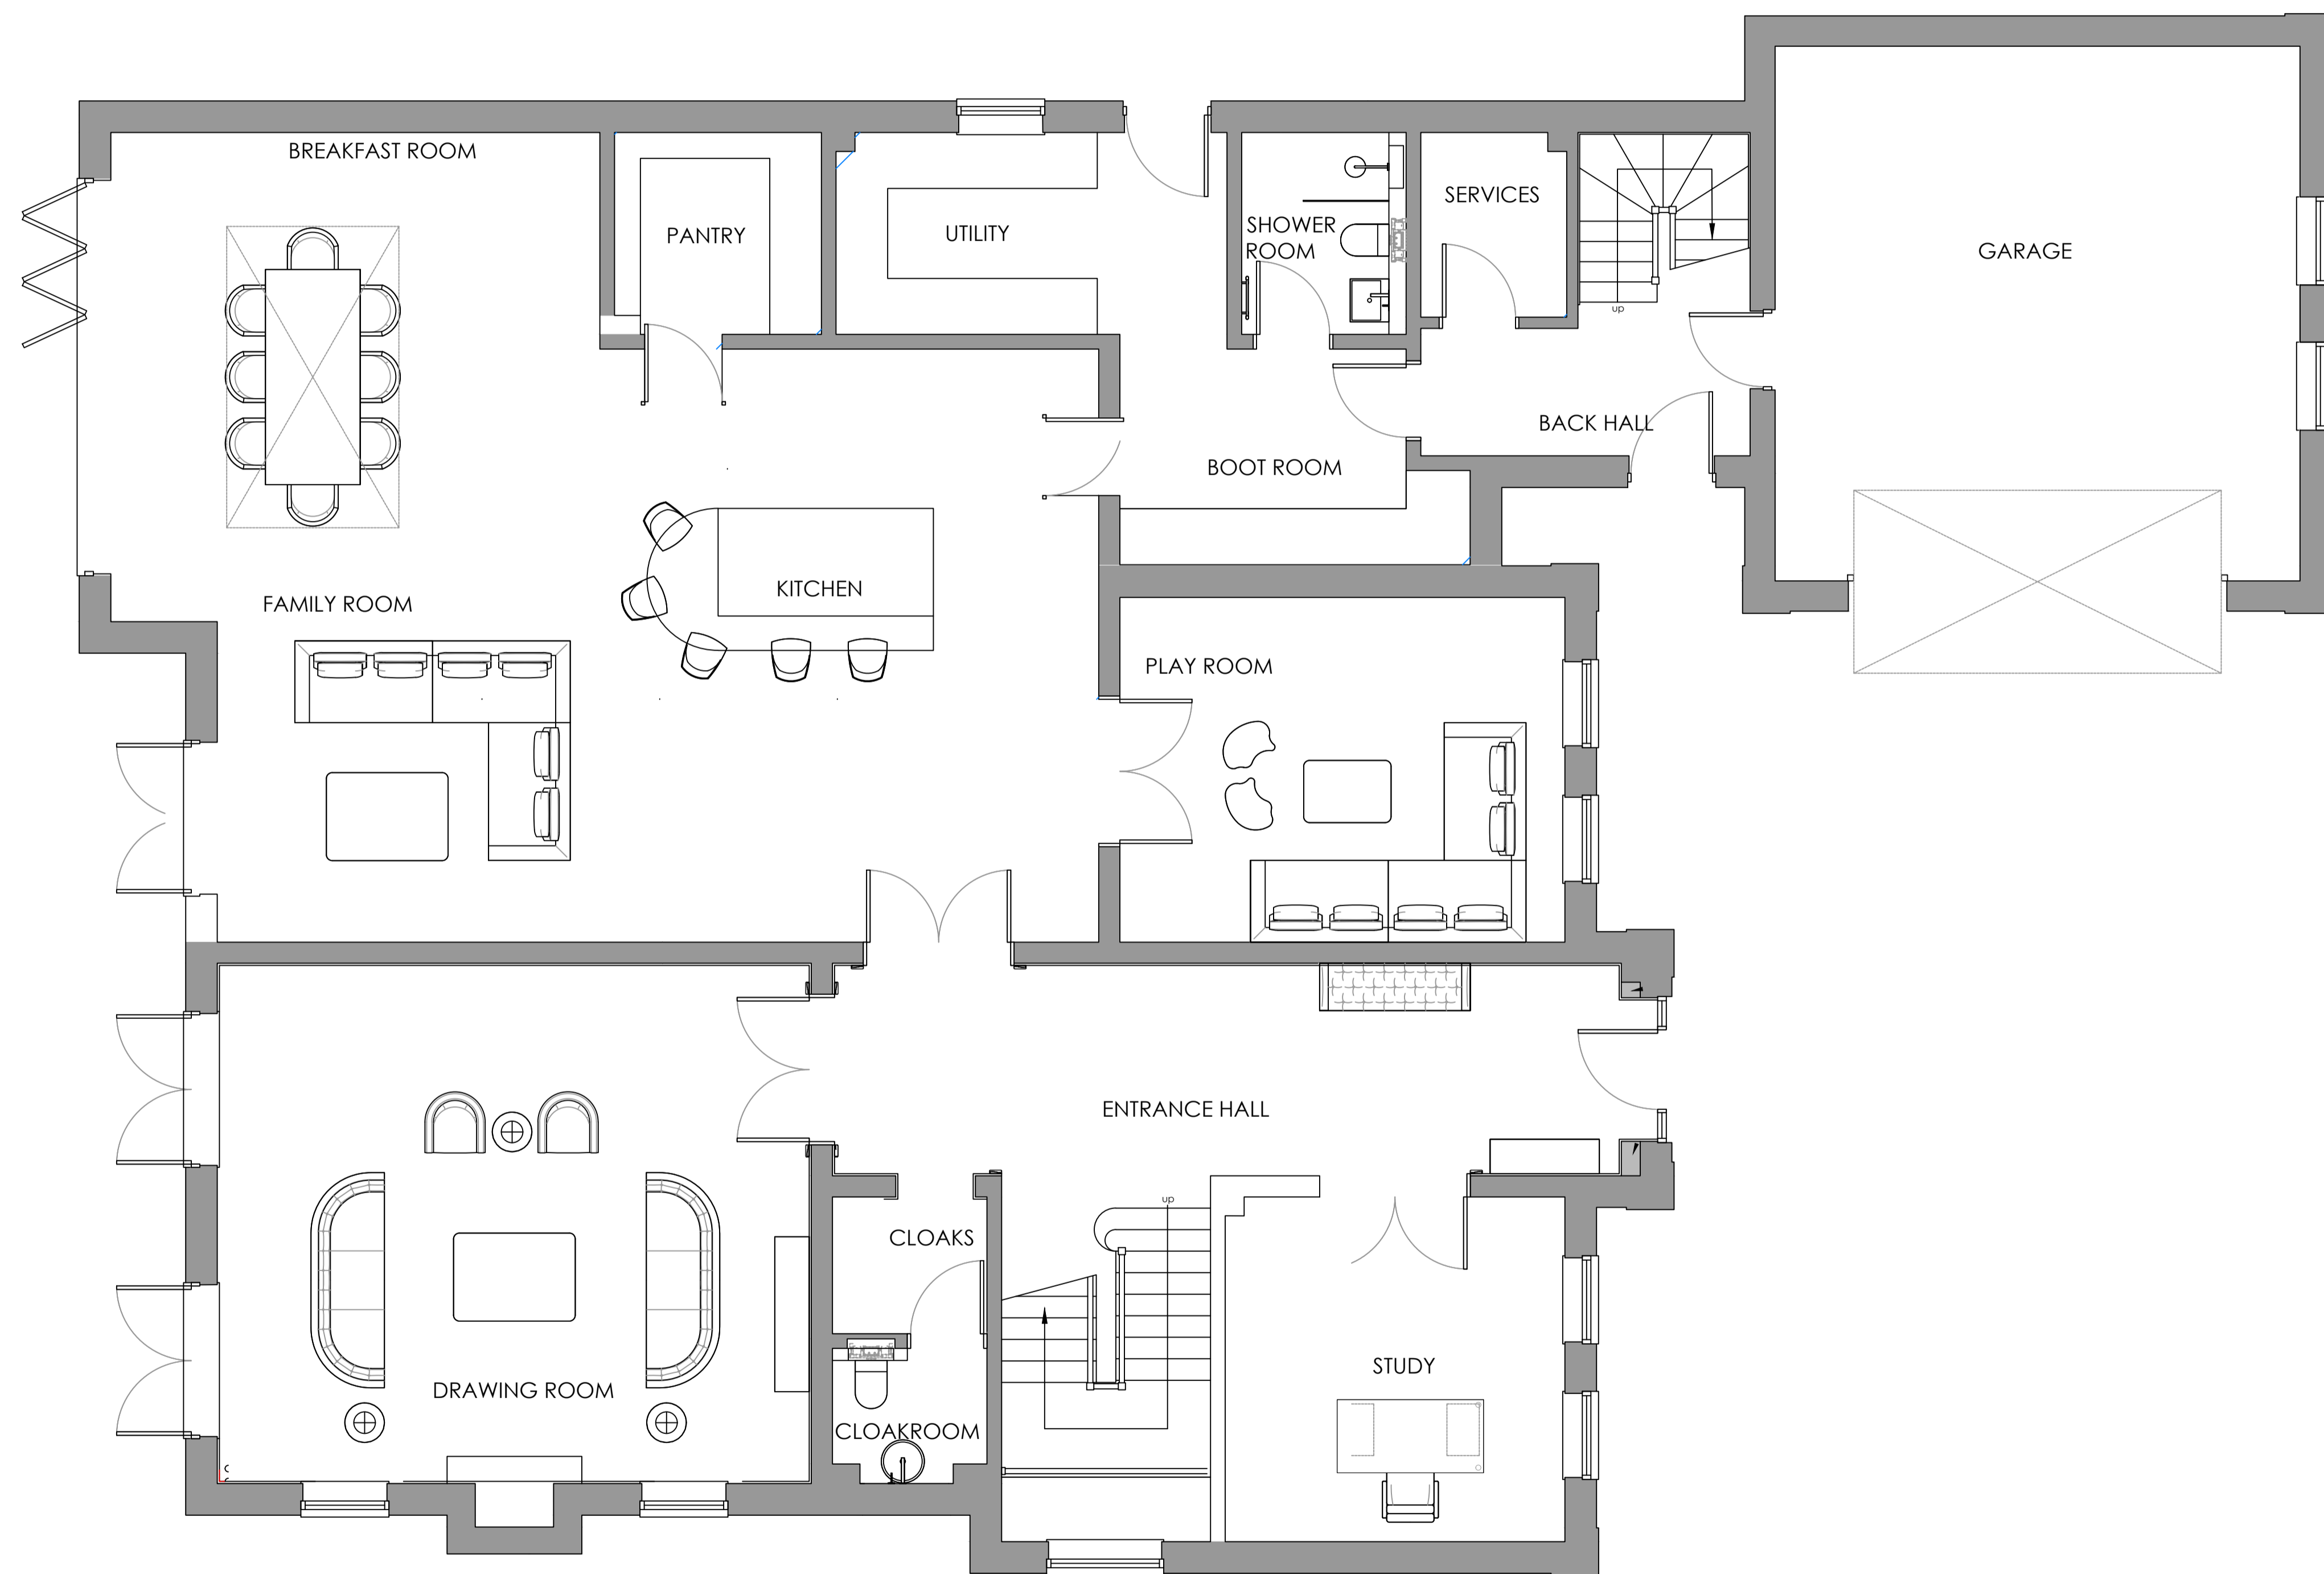 BREAKFAST ROOM
PANTRY
UTILITY
SHOWER
ROOM
SERVICES
up
GARAGE
BACK HALL
BOOT ROOM
KITCHEN
FAMILY ROOM
PLAY ROOM
ENTRANCE HALL
up
CLOAKS
STUDY
DRAWING ROOM
CLOAKROOM